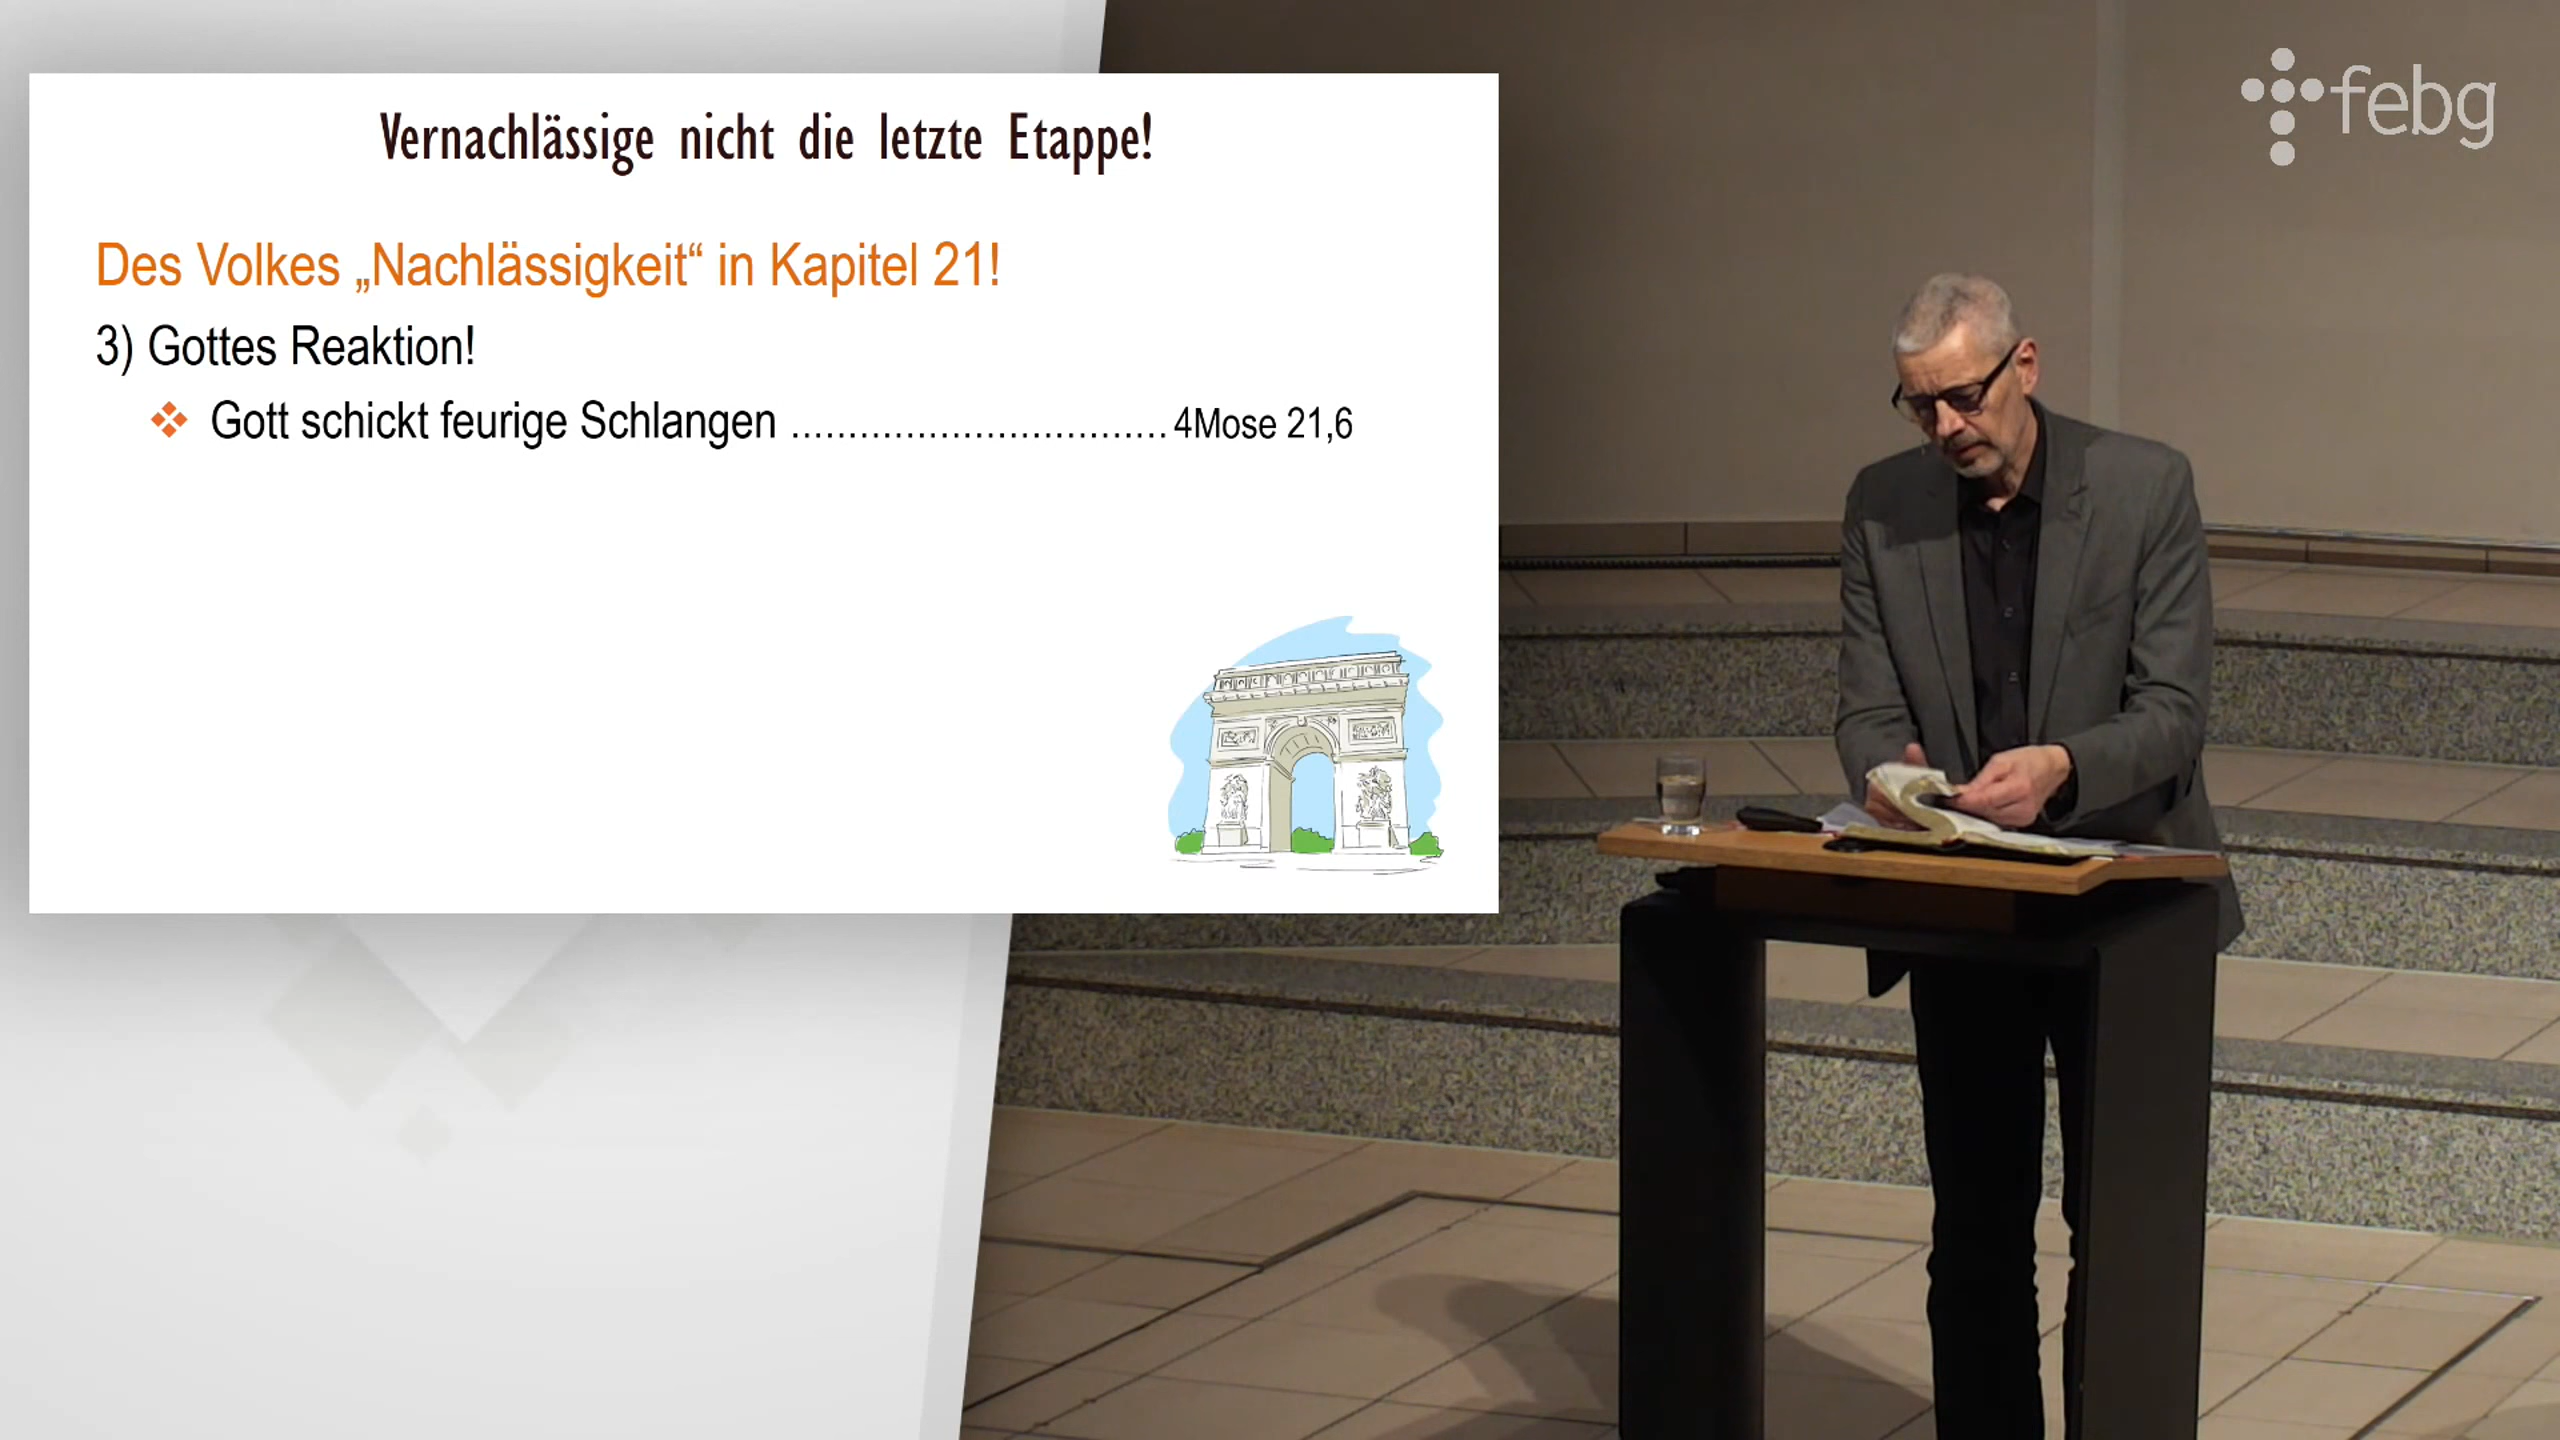 Vernachlässige nicht die letzte Etappe!
Des Volkes „Nachlässigkeit“ in Kapitel 21!
3) Gottes Reaktion!
Gott schickt feurige Schlangen ................................. 4Mose 21,6
febg